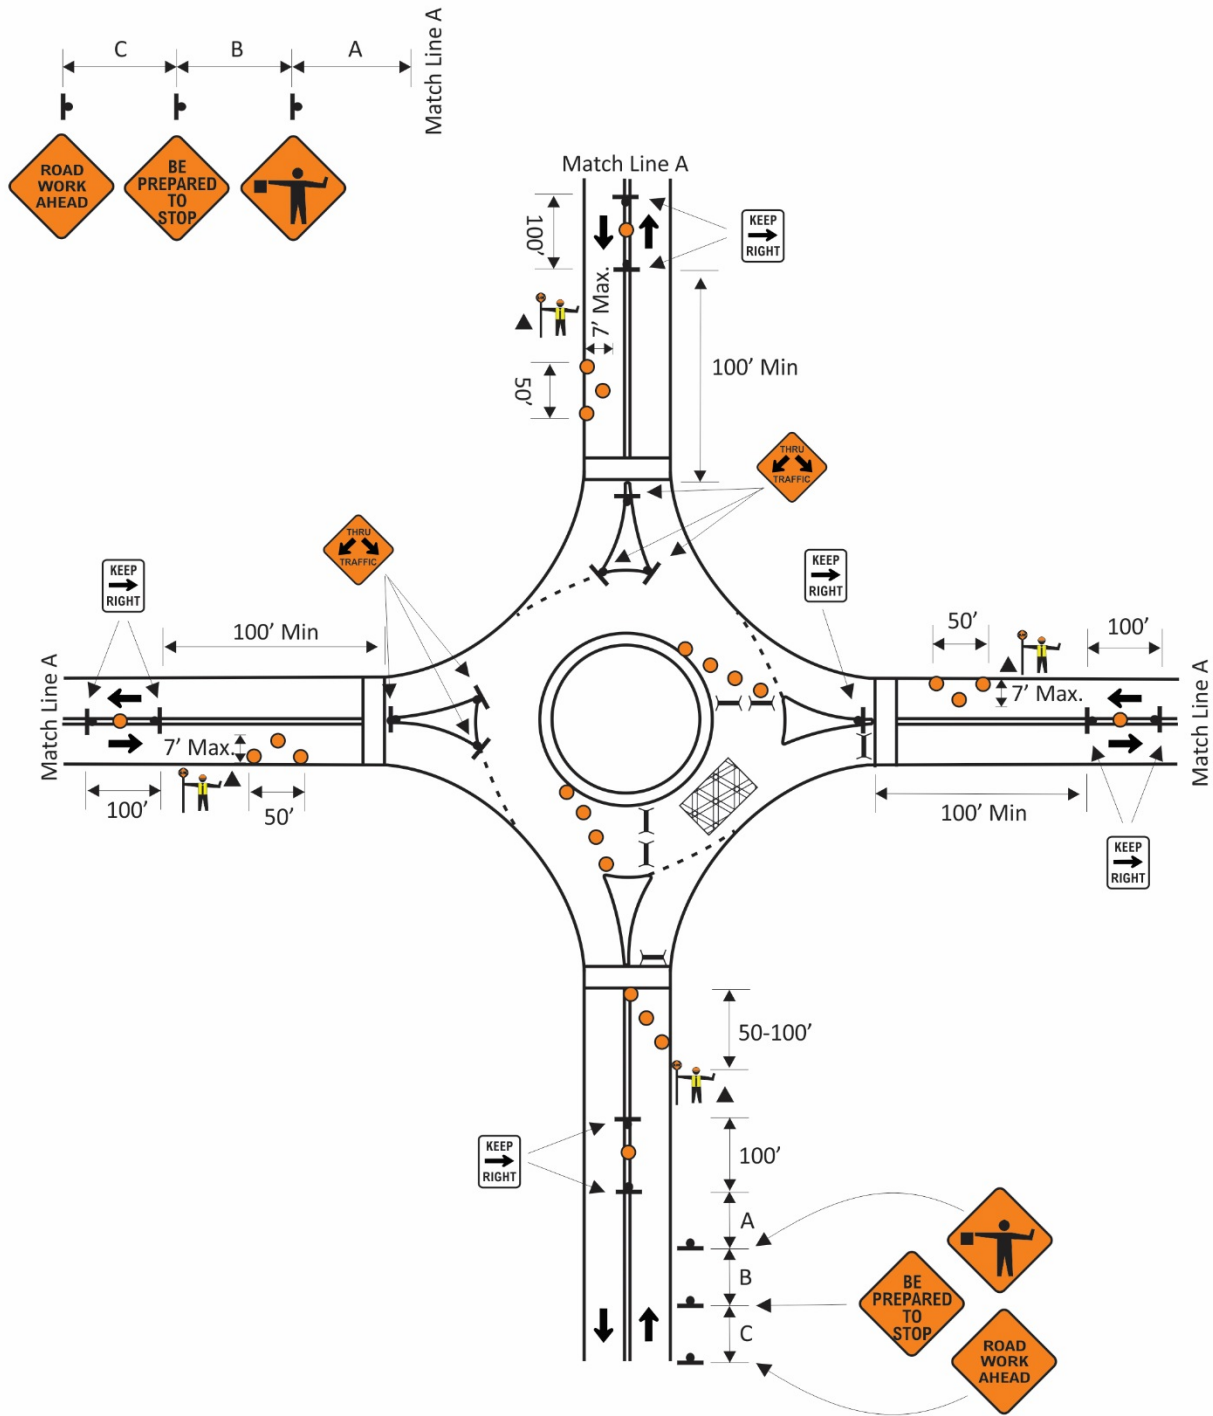 C
B
A
Match Line A
ROAD
WORK
AHEAD
BE
PREPARED
TO
STOP
Match Line A
100'
KEEP
RIGHT
7' Max.
50'
100' Min
THRU
TRAFFIC
THRU
TRAFFIC
KEEP
RIGHT
KEEP
RIGHT
100' Min
50'
100'
Match Line A
7' Max.
7' Max.
Match Line A
100'
50'
100' Min
KEEP
RIGHT
50-100'
KEEP
RIGHT
100'
A
B
C
BE
PREPARED
TO
STOP
ROAD
WORK
AHEAD